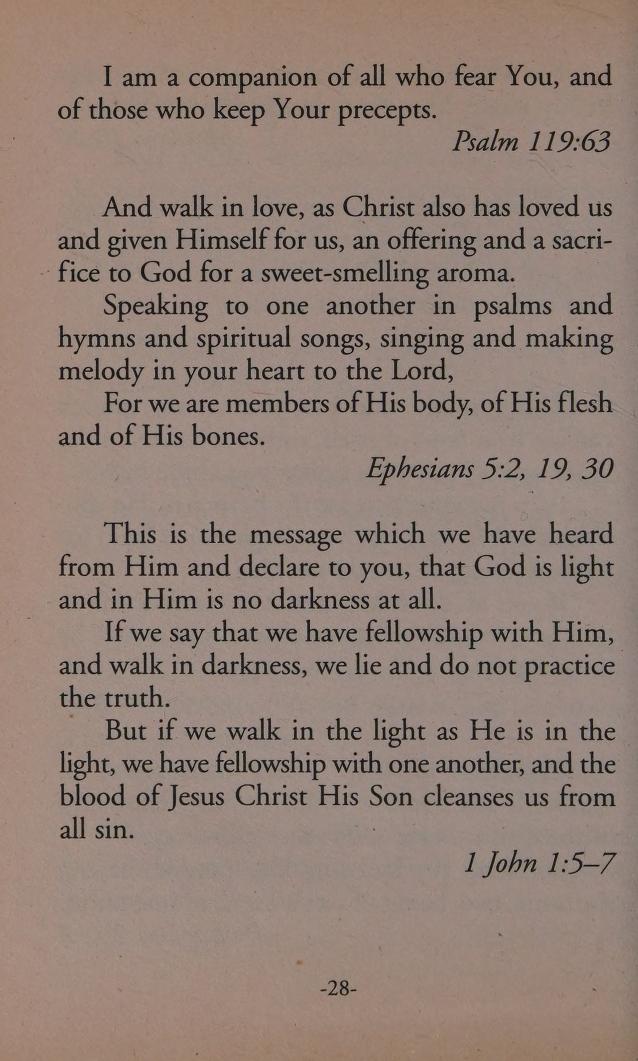 I am a companion of all who fear You, and
of those who keep Your precepts.
Psalm 119:63
And walk in love, as Christ also has loved us
and given Himself for us, an offering and a sacri-
fice to God for a sweet-smelling aroma.
Speaking to one another in psalms and
hymns and spiritual songs, singing and making
melody in your heart to the Lord,
For we are members of His body, of His flesh
and of His bones.
Ephesians 5:2, 19, 30
This is the message which we have heard
from Him and declare to you, that God is light
and in Him is no darkness at all.
If we say that we have fellowship with Him,
and walk in darkness, we lie and do not practice
the truth.
But if we walk in the light as He is in the
light, we have fellowship with one another, and the
blood of Jesus Christ His Son cleanses us from
all sin.
1 John 1:5–7
-28-